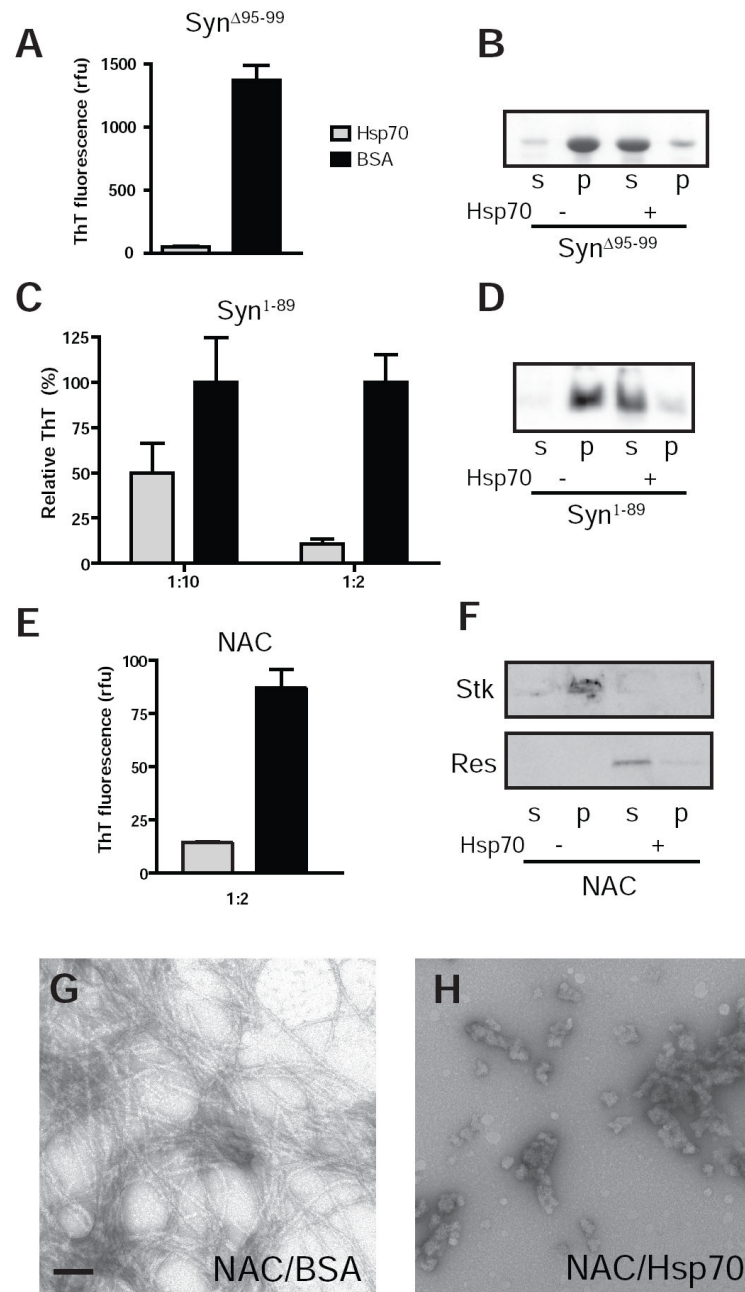 A
Syn^Δ95-99
ThT fluorescence (rfu)
1500
1000
500
0
Hsp70
BSA
B
s p s p
Hsp70 - +
Syn^Δ95-99
C
Syn^1-89
Relative ThT (%)
125
100
75
50
25
0
1:10 1:2
D
s p s p
Hsp70 - +
Syn^1-89
E
NAC
ThT fluorescence (rfu)
100
75
50
25
0
1:2
F
Stk
Res
s p s p
Hsp70 - +
NAC
G
NAC/BSA
H
NAC/Hsp70